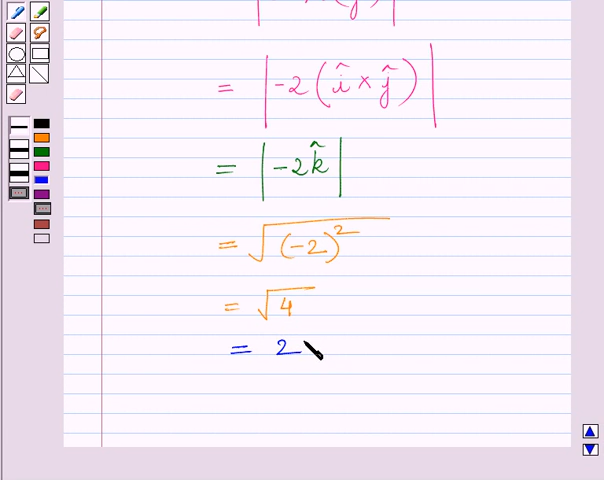 = |-2(î × ĵ)|
= |-2k̂|
= √(-2)²
= √4
= 2